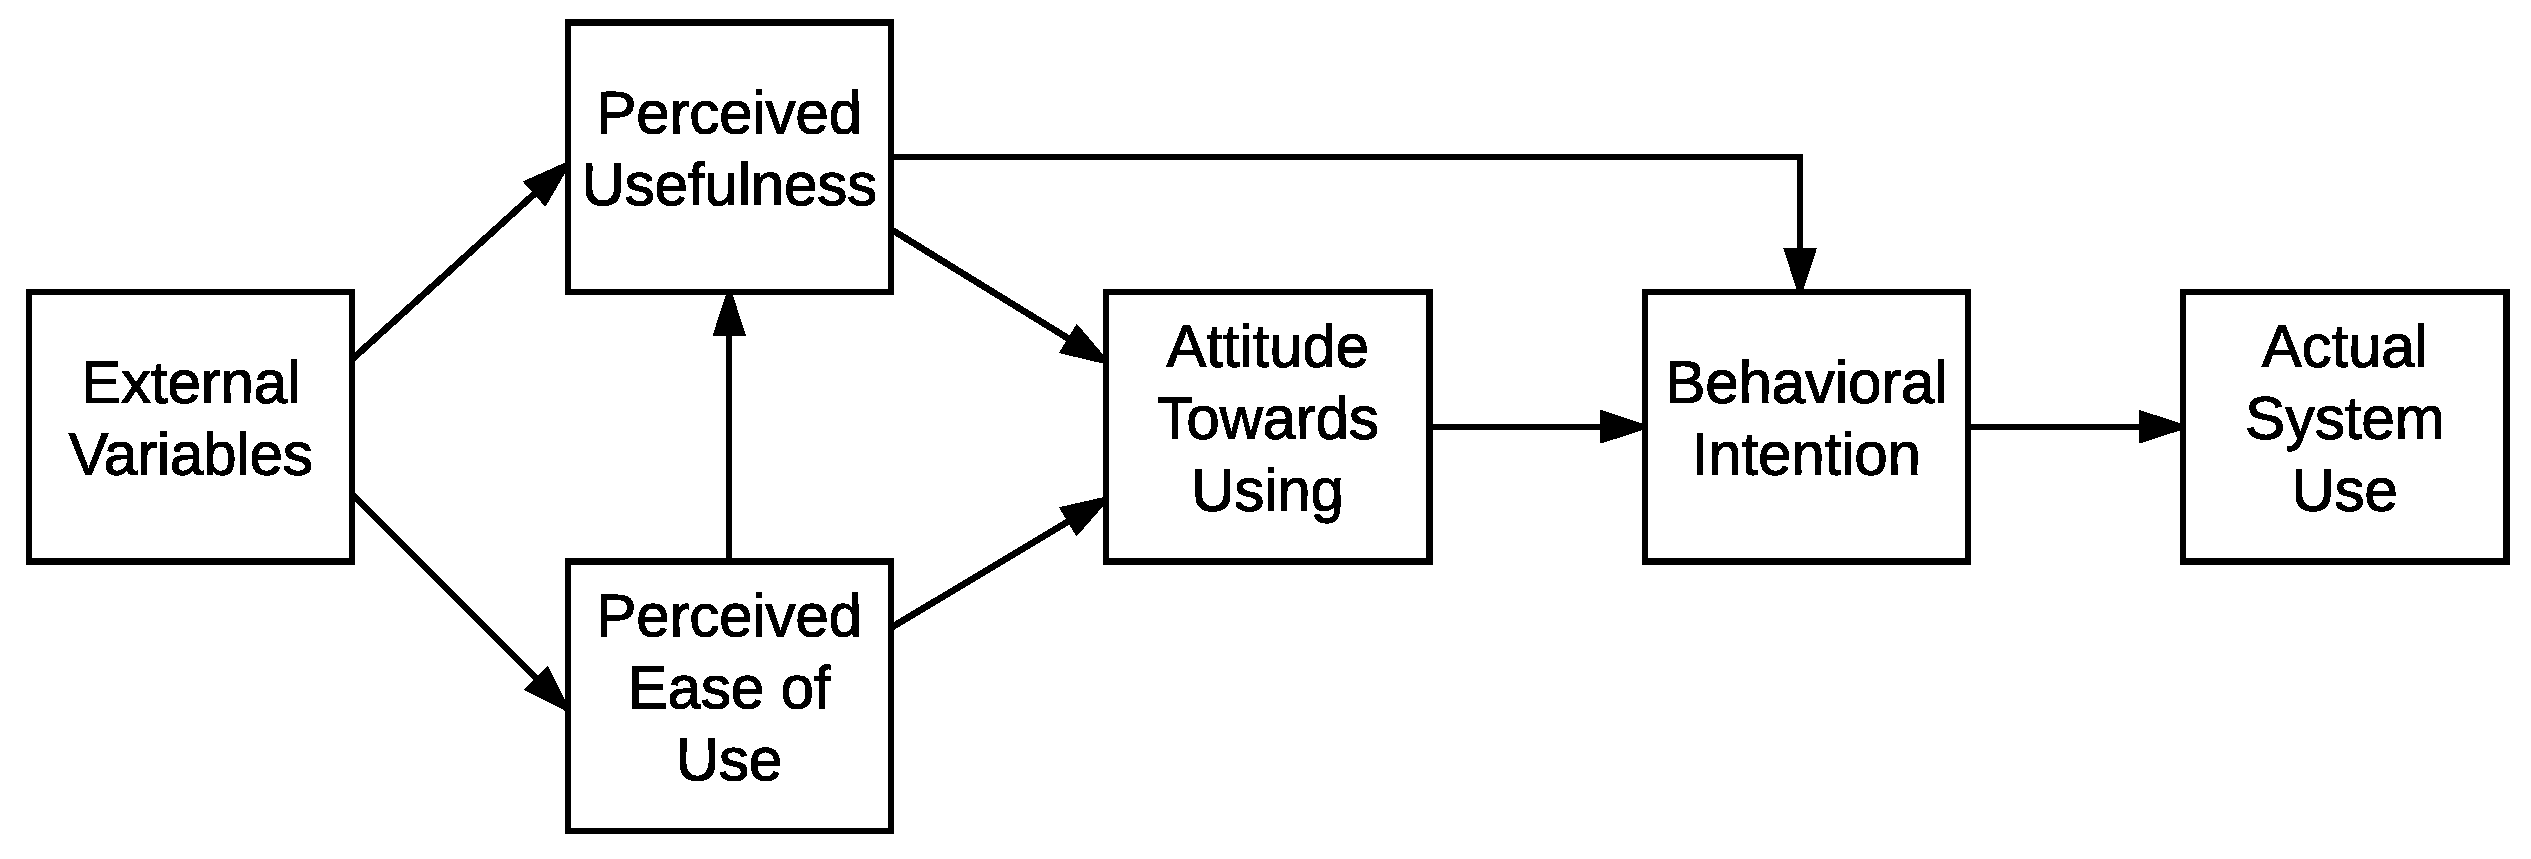 External
Variables
Perceived
Usefulness
Perceived
Ease of
Use
Attitude
Towards
Using
Behavioral
Intention
Actual
System
Use